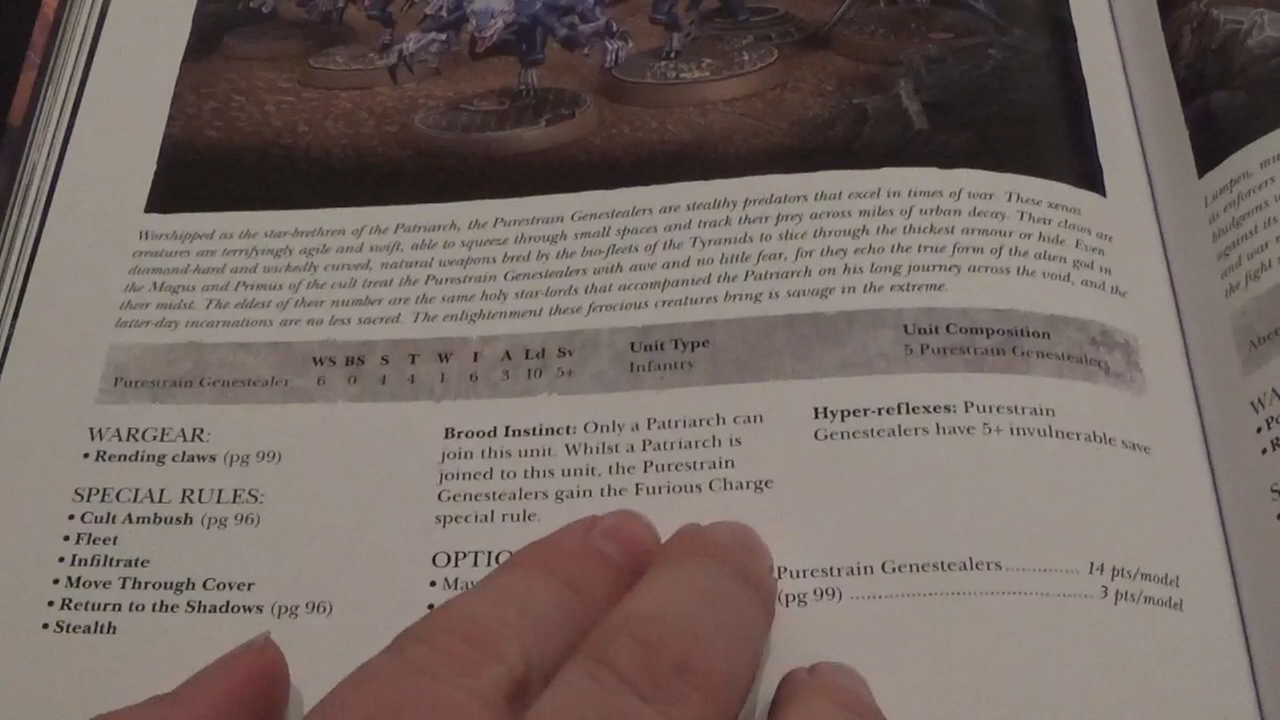 Worshipped as the star-brethren of the Patriarch, the Purestrain Genestealers are stealthy predators that excel in times of war. These xenos
creatures are terrifyingly agile and swift, able to squeeze through small spaces and track their prey across miles of urban decay. Their claws are
diamond-hard and wickedly curved, natural weapons bred by the bio-fleets of the Tyranids to slice through the thickest armour or hide. Even
the Magus and Primus of the cult treat the Purestrain Genestealers with awe and no little fear, for they echo the true form of the alien god in
their midst. The eldest of their number are the same holy star-lords that accompanied the Patriarch on his long journey across the void, and the
latter-day incarnations are no less sacred. The enlightenment these ferocious creatures bring is savage in the extreme.
WS BS S T W I A Ld Sv
Purestrain Genestealer 6 0 4 4 1 6 3 10 5+
Unit Type
Infantry
Unit Composition
5 Purestrain Genestealers
WARGEAR:
• Rending claws (pg 99)
SPECIAL RULES:
• Cult Ambush (pg 96)
• Fleet
• Infiltrate
• Move Through Cover
• Return to the Shadows (pg 96)
• Stealth
Brood Instinct: Only a Patriarch can
join this unit. Whilst a Patriarch is
joined to this unit, the Purestrain
Genestealers gain the Furious Charge
special rule.
Hyper-reflexes: Purestrain
Genestealers have 5+ invulnerable save
OPTIO
• May
Purestrain Genestealers .............. 14 pts/model
(pg 99) .............................................. 3 pts/model
as enforcers
bludgeons
against its
and war
the fight